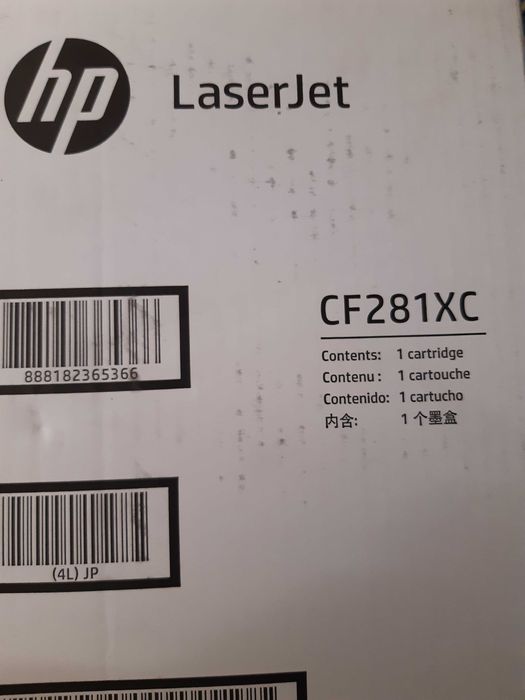 hp
LaserJet
CF281XC
Contents: 1 cartridge
Contenu : 1 cartouche
Contenido: 1 cartucho
内含: 1 个墨盒
888182365366
(4L) JP